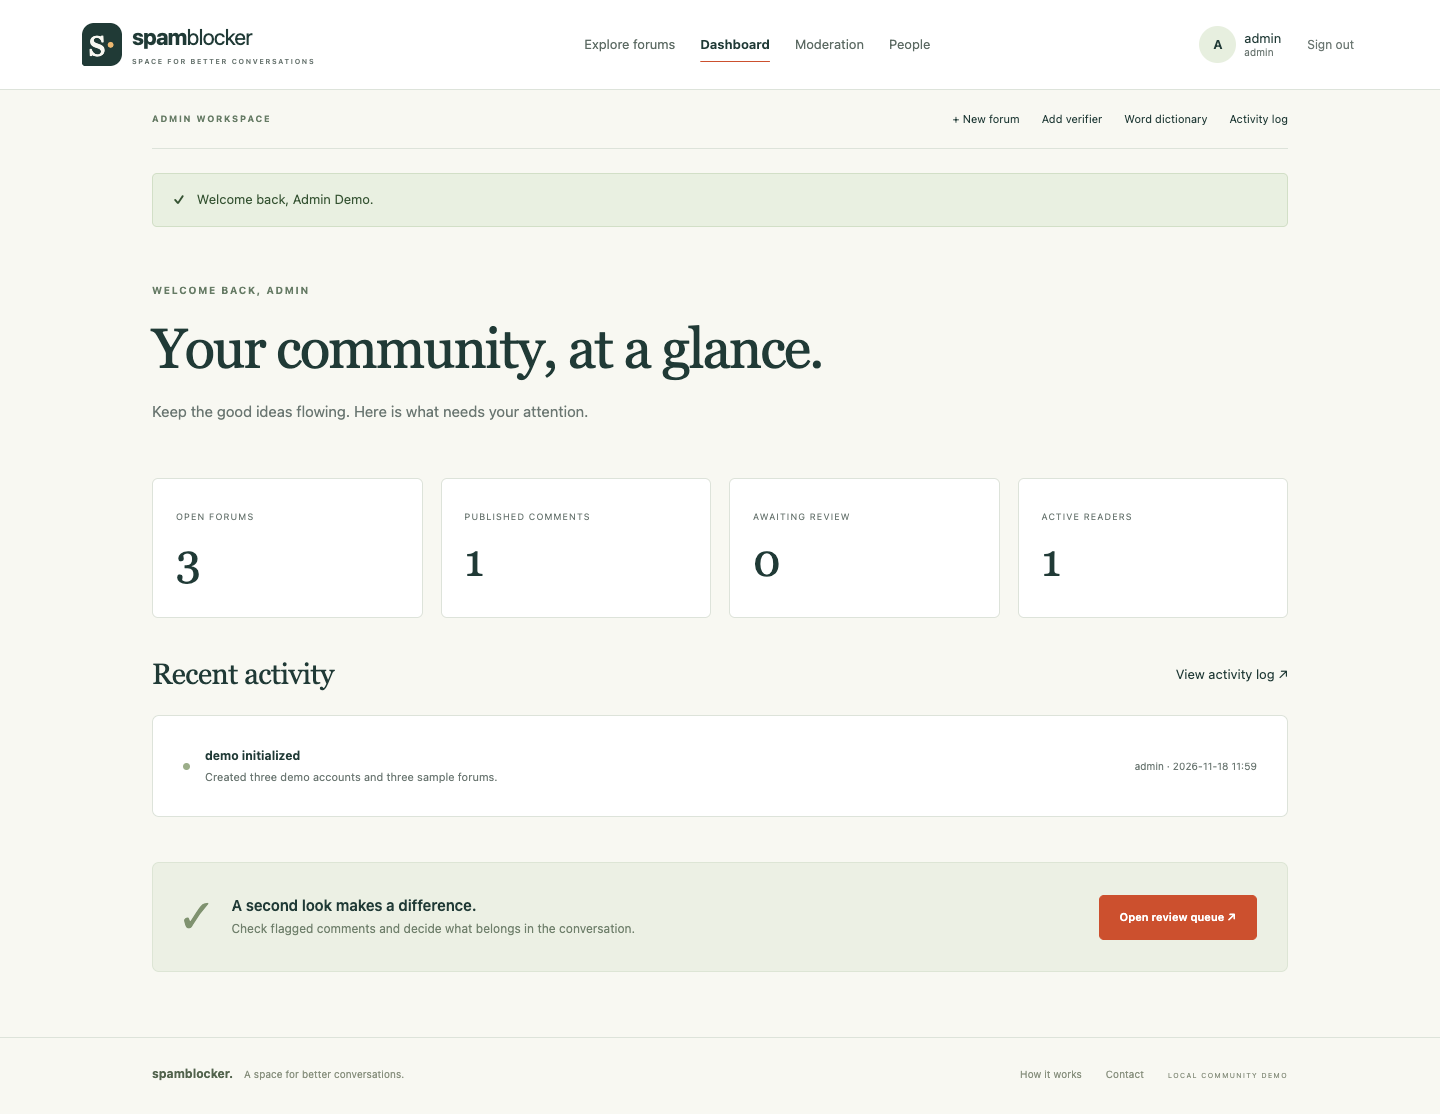 S.
spamblocker
SPACE FOR BETTER CONVERSATIONS
Explore forums
Dashboard
Moderation
People
A
admin
admin
Sign out
ADMIN WORKSPACE
+ New forum
Add verifier
Word dictionary
Activity log
✓ Welcome back, Admin Demo.
WELCOME BACK, ADMIN
Your community, at a glance.
Keep the good ideas flowing. Here is what needs your attention.
OPEN FORUMS
3
PUBLISHED COMMENTS
1
AWAITING REVIEW
0
ACTIVE READERS
1
Recent activity
View activity log ↗
demo initialized
Created three demo accounts and three sample forums.
admin · 2026-11-18 11:59
✓
A second look makes a difference.
Check flagged comments and decide what belongs in the conversation.
Open review queue ↗
spamblocker.
A space for better conversations.
How it works
Contact
LOCAL COMMUNITY DEMO